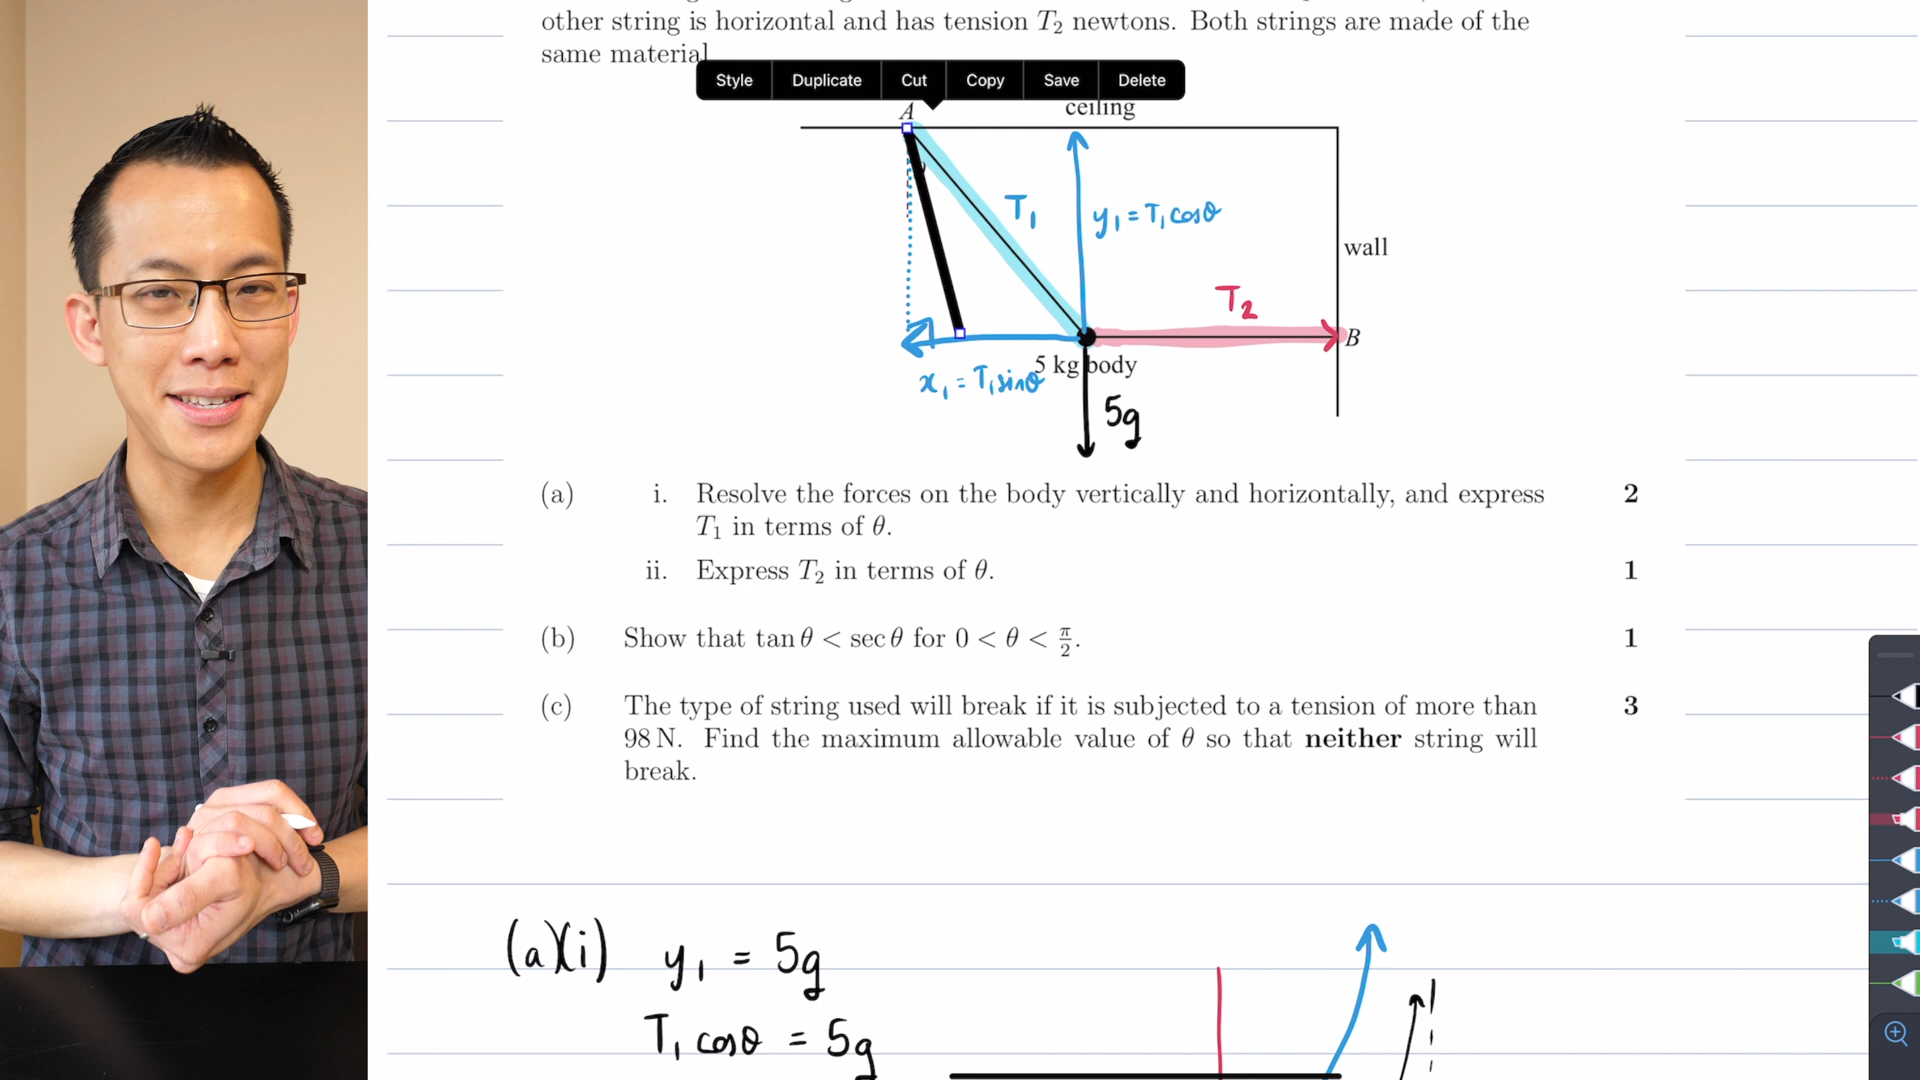 other string is horizontal and has tension T₂ newtons. Both strings are made of the
same material
Style Duplicate Cut Copy Save Delete
A
ceiling
T₁
y₁ = T₁ cosθ
wall
T₂
B
5 kg body
x₁ = T₁ sinθ
5g
(a) i. Resolve the forces on the body vertically and horizontally, and express 2
T₁ in terms of θ.
ii. Express T₂ in terms of θ. 1
(b) Show that tan θ < sec θ for 0 < θ < π/2. 1
(c) The type of string used will break if it is subjected to a tension of more than 3
98 N. Find the maximum allowable value of θ so that neither string will
break.
(a)(i) y₁ = 5g
T₁ cosθ = 5g